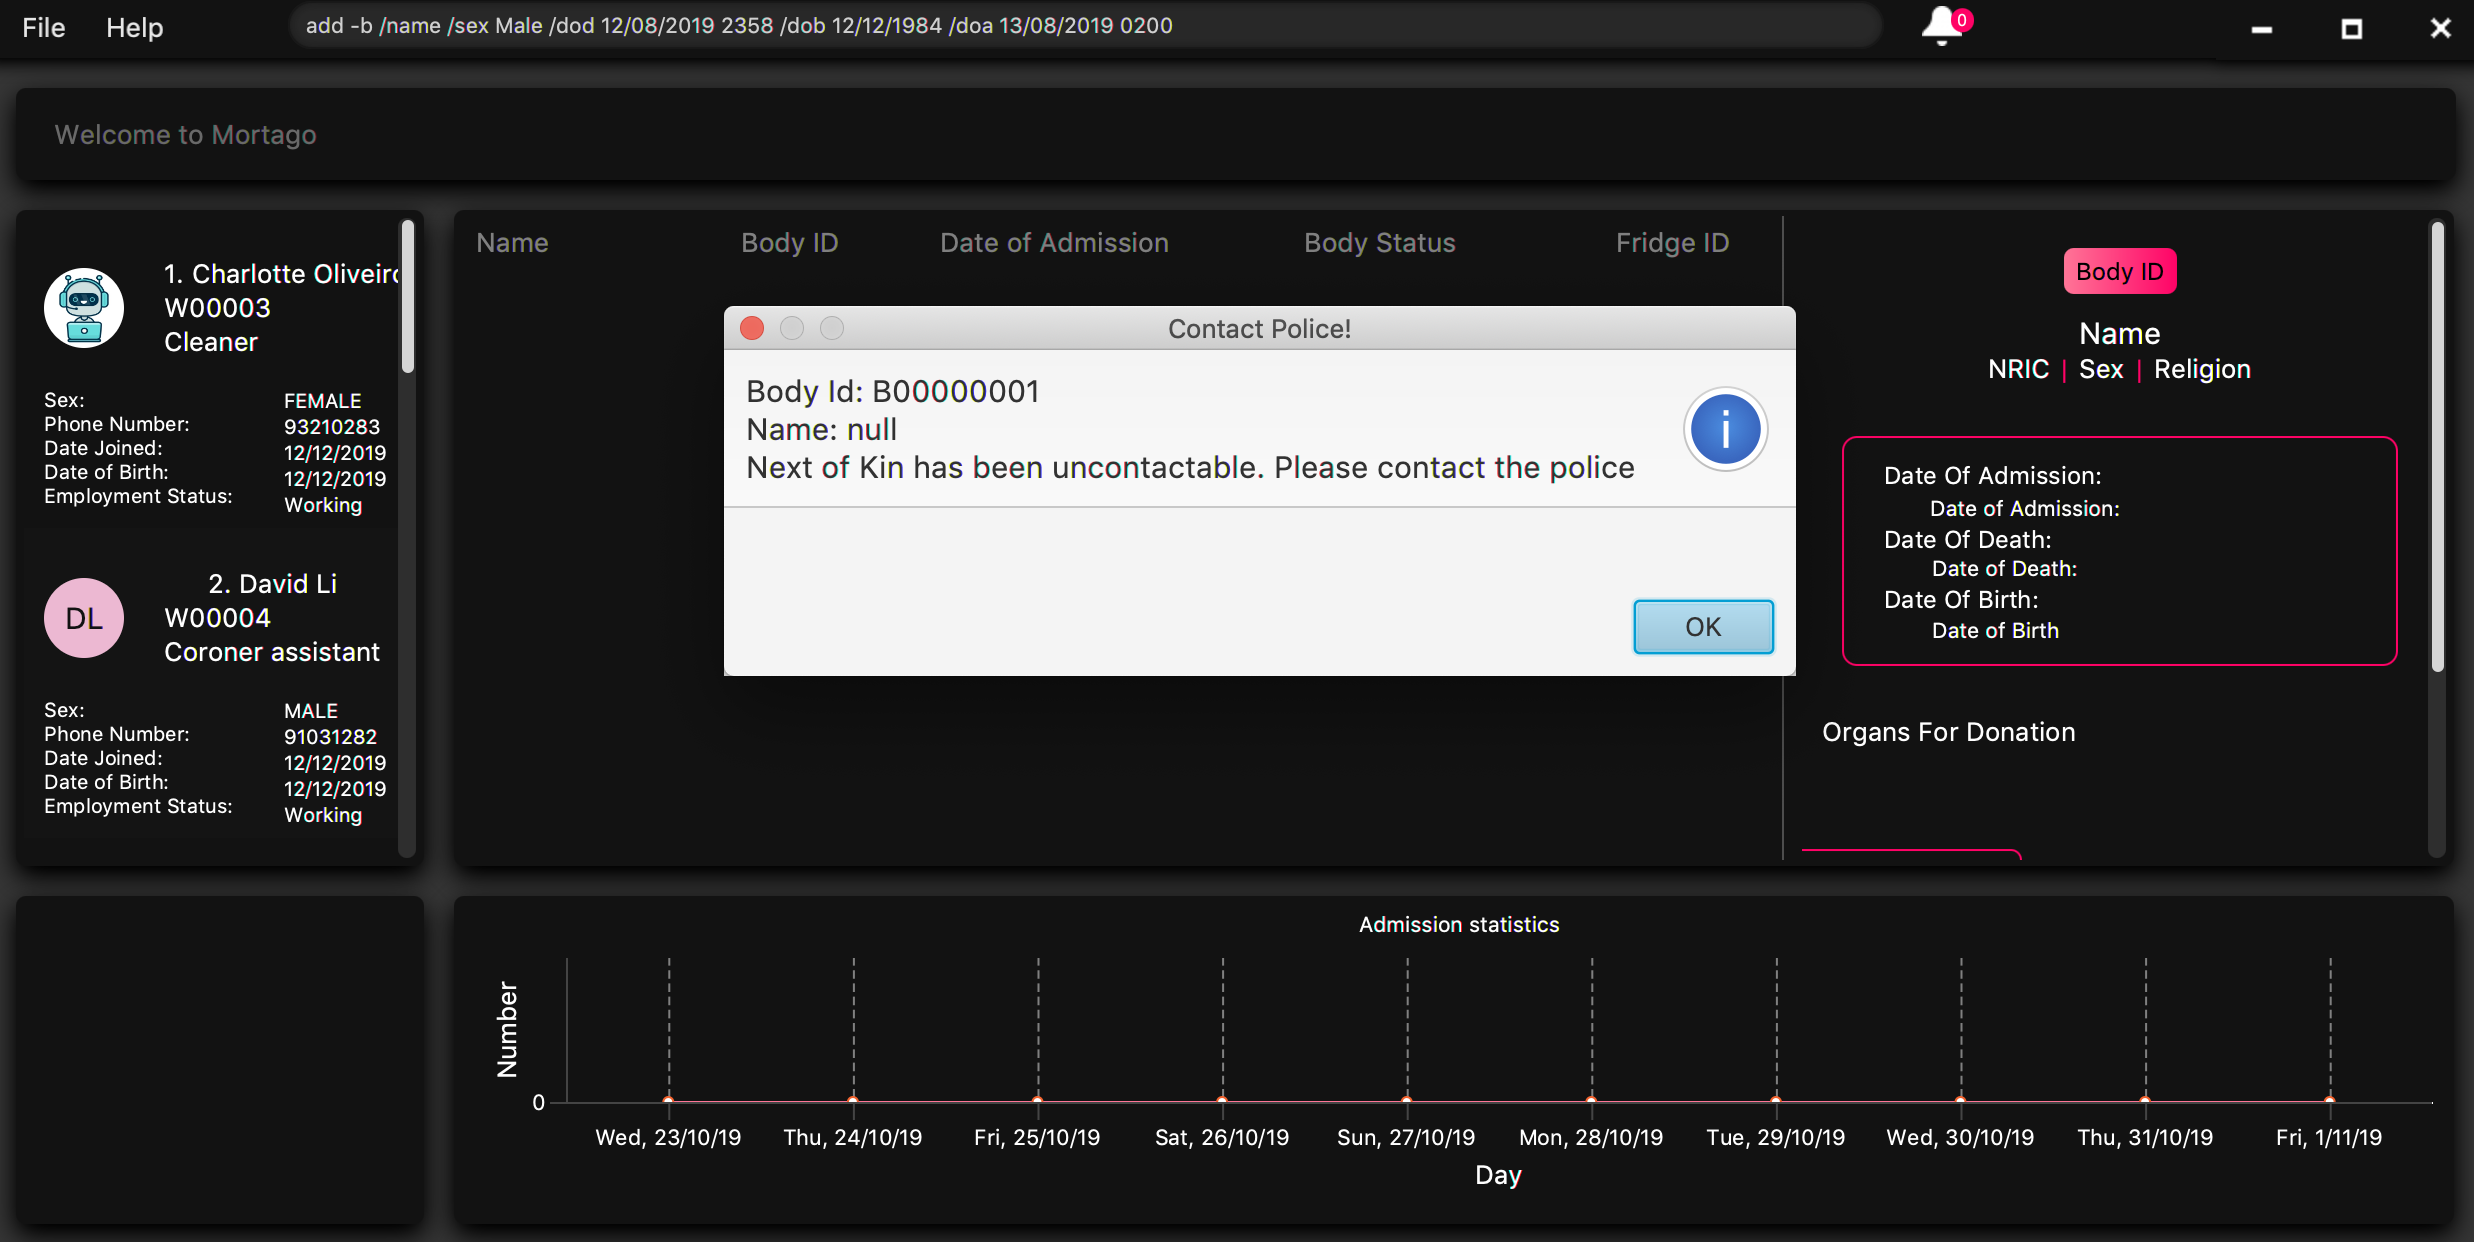 File Help add -b /name /sex Male /dod 12/08/2019 2358 /dob 12/12/1984 /doa 13/08/2019 0200 0
Welcome to Mortago
1. Charlotte Oliveiro
W00003
Cleaner
Sex: FEMALE
Phone Number: 93210283
Date Joined: 12/12/2019
Date of Birth: 12/12/2019
Employment Status: Working
DL
2. David Li
W00004
Coroner assistant
Sex: MALE
Phone Number: 91031282
Date Joined: 12/12/2019
Date of Birth: 12/12/2019
Employment Status: Working
Name Body ID Date of Admission Body Status Fridge ID
Contact Police!
Body Id: B00000001
Name: null
Next of Kin has been uncontactable. Please contact the police
i
OK
Body ID
Name
NRIC | Sex | Religion
Date Of Admission:
Date of Admission:
Date Of Death:
Date of Death:
Date Of Birth:
Date of Birth
Organs For Donation
Admission statistics
Number
0
Wed, 23/10/19 Thu, 24/10/19 Fri, 25/10/19 Sat, 26/10/19 Sun, 27/10/19 Mon, 28/10/19 Tue, 29/10/19 Wed, 30/10/19 Thu, 31/10/19 Fri, 1/11/19
Day